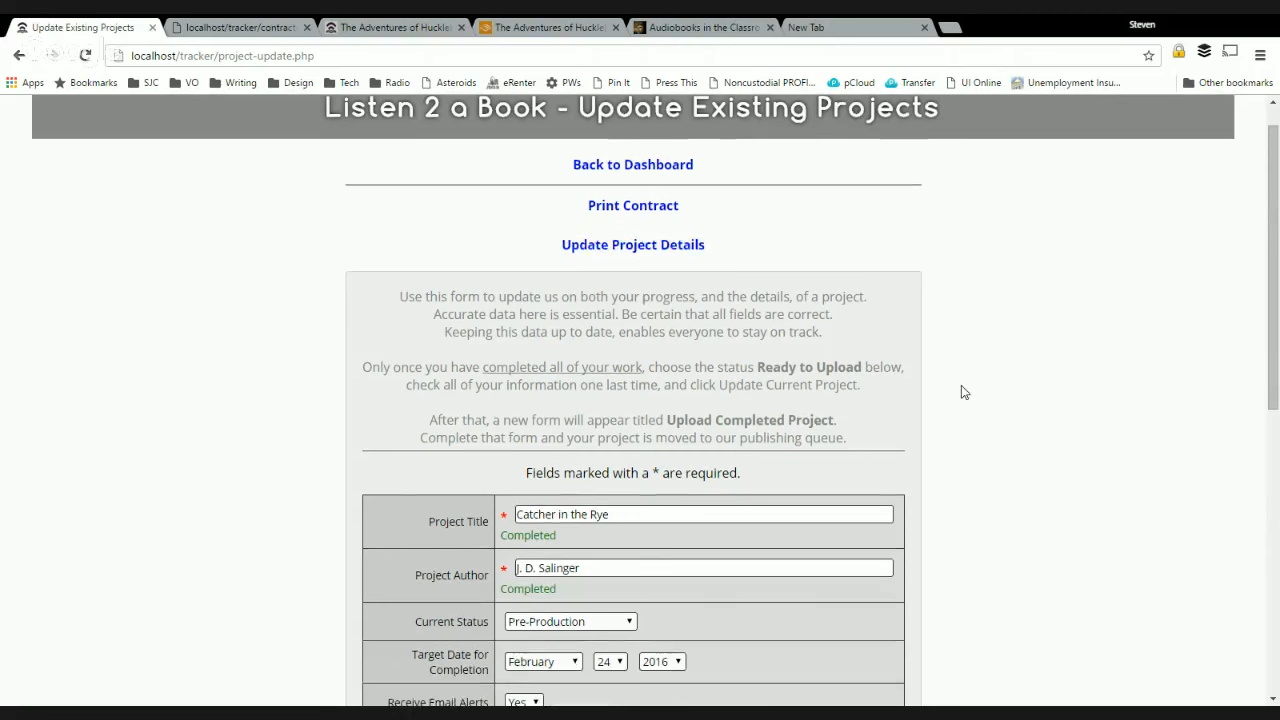 Steven
Update Existing Projects
localhost/tracker/contract
The Adventures of Huckle
The Adventures of Huckle
Audiobooks in the Classro
New Tab
localhost/tracker/project-update.php
Apps
Bookmarks
SJC
VO
Writing
Design
Tech
Radio
Asteroids
eRenter
PWs
Pin It
Press This
Noncustodial PROFI...
pCloud
Transfer
UI Online
Unemployment Insu...
Other bookmarks
Listen 2 a Book - Update Existing Projects
Back to Dashboard
Print Contract
Update Project Details
Use this form to update us on both your progress, and the details, of a project.
Accurate data here is essential. Be certain that all fields are correct.
Keeping this data up to date, enables everyone to stay on track.
Only once you have completed all of your work, choose the status Ready to Upload below,
check all of your information one last time, and click Update Current Project.
After that, a new form will appear titled Upload Completed Project.
Complete that form and your project is moved to our publishing queue.
Fields marked with a * are required.
Project Title
* Catcher in the Rye
Completed
Project Author
* J. D. Salinger
Completed
Current Status
Pre-Production
Target Date for
Completion
February 24 2016
Receive Email Alerts
Yes